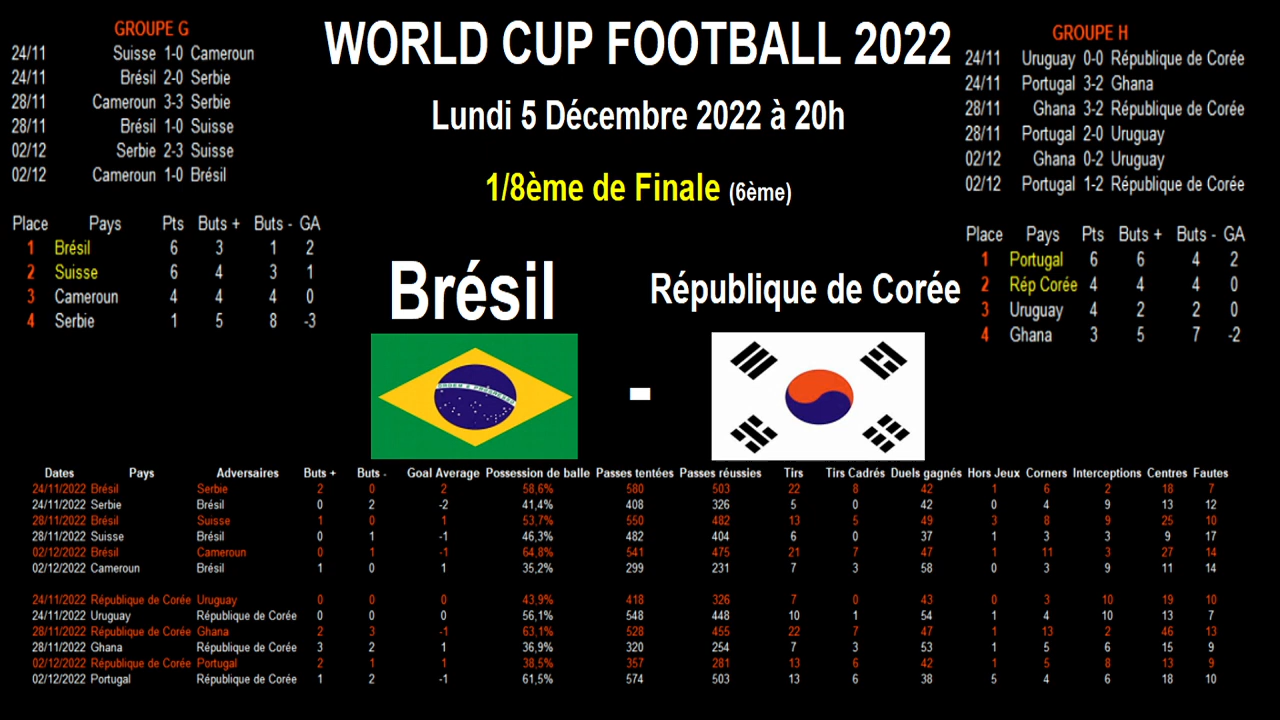 WORLD CUP FOOTBALL 2022
Lundi 5 Décembre 2022 à 20h
1/8ème de Finale (6ème)
GROUPE G
24/11 Suisse 1-0 Cameroun
24/11 Brésil 2-0 Serbie
28/11 Cameroun 3-3 Serbie
28/11 Brésil 1-0 Suisse
02/12 Serbie 2-3 Suisse
02/12 Cameroun 1-0 Brésil
Place Pays Pts Buts + Buts - GA
1 Brésil 6 3 1 2
2 Suisse 6 4 3 1
3 Cameroun 4 4 4 0
4 Serbie 1 5 8 -3
GROUPE H
24/11 Uruguay 0-0 République de Corée
24/11 Portugal 3-2 Ghana
28/11 Ghana 3-2 République de Corée
28/11 Portugal 2-0 Uruguay
02/12 Ghana 0-2 Uruguay
02/12 Portugal 1-2 République de Corée
Place Pays Pts Buts + Buts - GA
1 Portugal 6 6 4 2
2 Rép Corée 4 4 4 0
3 Uruguay 4 2 2 0
4 Ghana 3 5 7 -2
Brésil - République de Corée
Dates Pays Adversaires Buts + Buts - Goal Average Possession de balle Passes tentées Passes réussies Tirs Tirs Cadrés Duels gagnés Hors Jeux Corners Interceptions Centres Fautes
24/11/2022 Brésil Serbie 2 0 2 58,6% 580 503 22 8 42 1 6 2 18 7
24/11/2022 Serbie Brésil 0 2 -2 41,4% 408 326 5 0 42 0 4 9 13 12
28/11/2022 Brésil Suisse 1 0 1 53,7% 550 482 13 5 49 3 8 9 25 10
28/11/2022 Suisse Brésil 0 1 -1 46,3% 482 404 6 0 37 1 3 3 9 17
02/12/2022 Brésil Cameroun 0 1 -1 64,8% 541 475 21 7 47 1 11 3 27 14
02/12/2022 Cameroun Brésil 1 0 1 35,2% 299 231 7 3 58 0 3 9 11 14
24/11/2022 République de Corée Uruguay 0 0 0 43,9% 418 326 7 0 43 0 3 10 19 10
24/11/2022 Uruguay République de Corée 0 0 0 56,1% 548 448 10 1 54 1 4 10 13 7
28/11/2022 République de Corée Ghana 2 3 -1 63,1% 528 455 22 7 47 1 13 2 46 13
28/11/2022 Ghana République de Corée 3 2 1 36,9% 320 254 7 3 53 1 5 6 15 9
02/12/2022 République de Corée Portugal 2 1 1 38,5% 357 281 13 6 42 1 5 8 13 9
02/12/2022 Portugal République de Corée 1 2 -1 61,5% 574 503 13 6 38 5 4 6 18 10